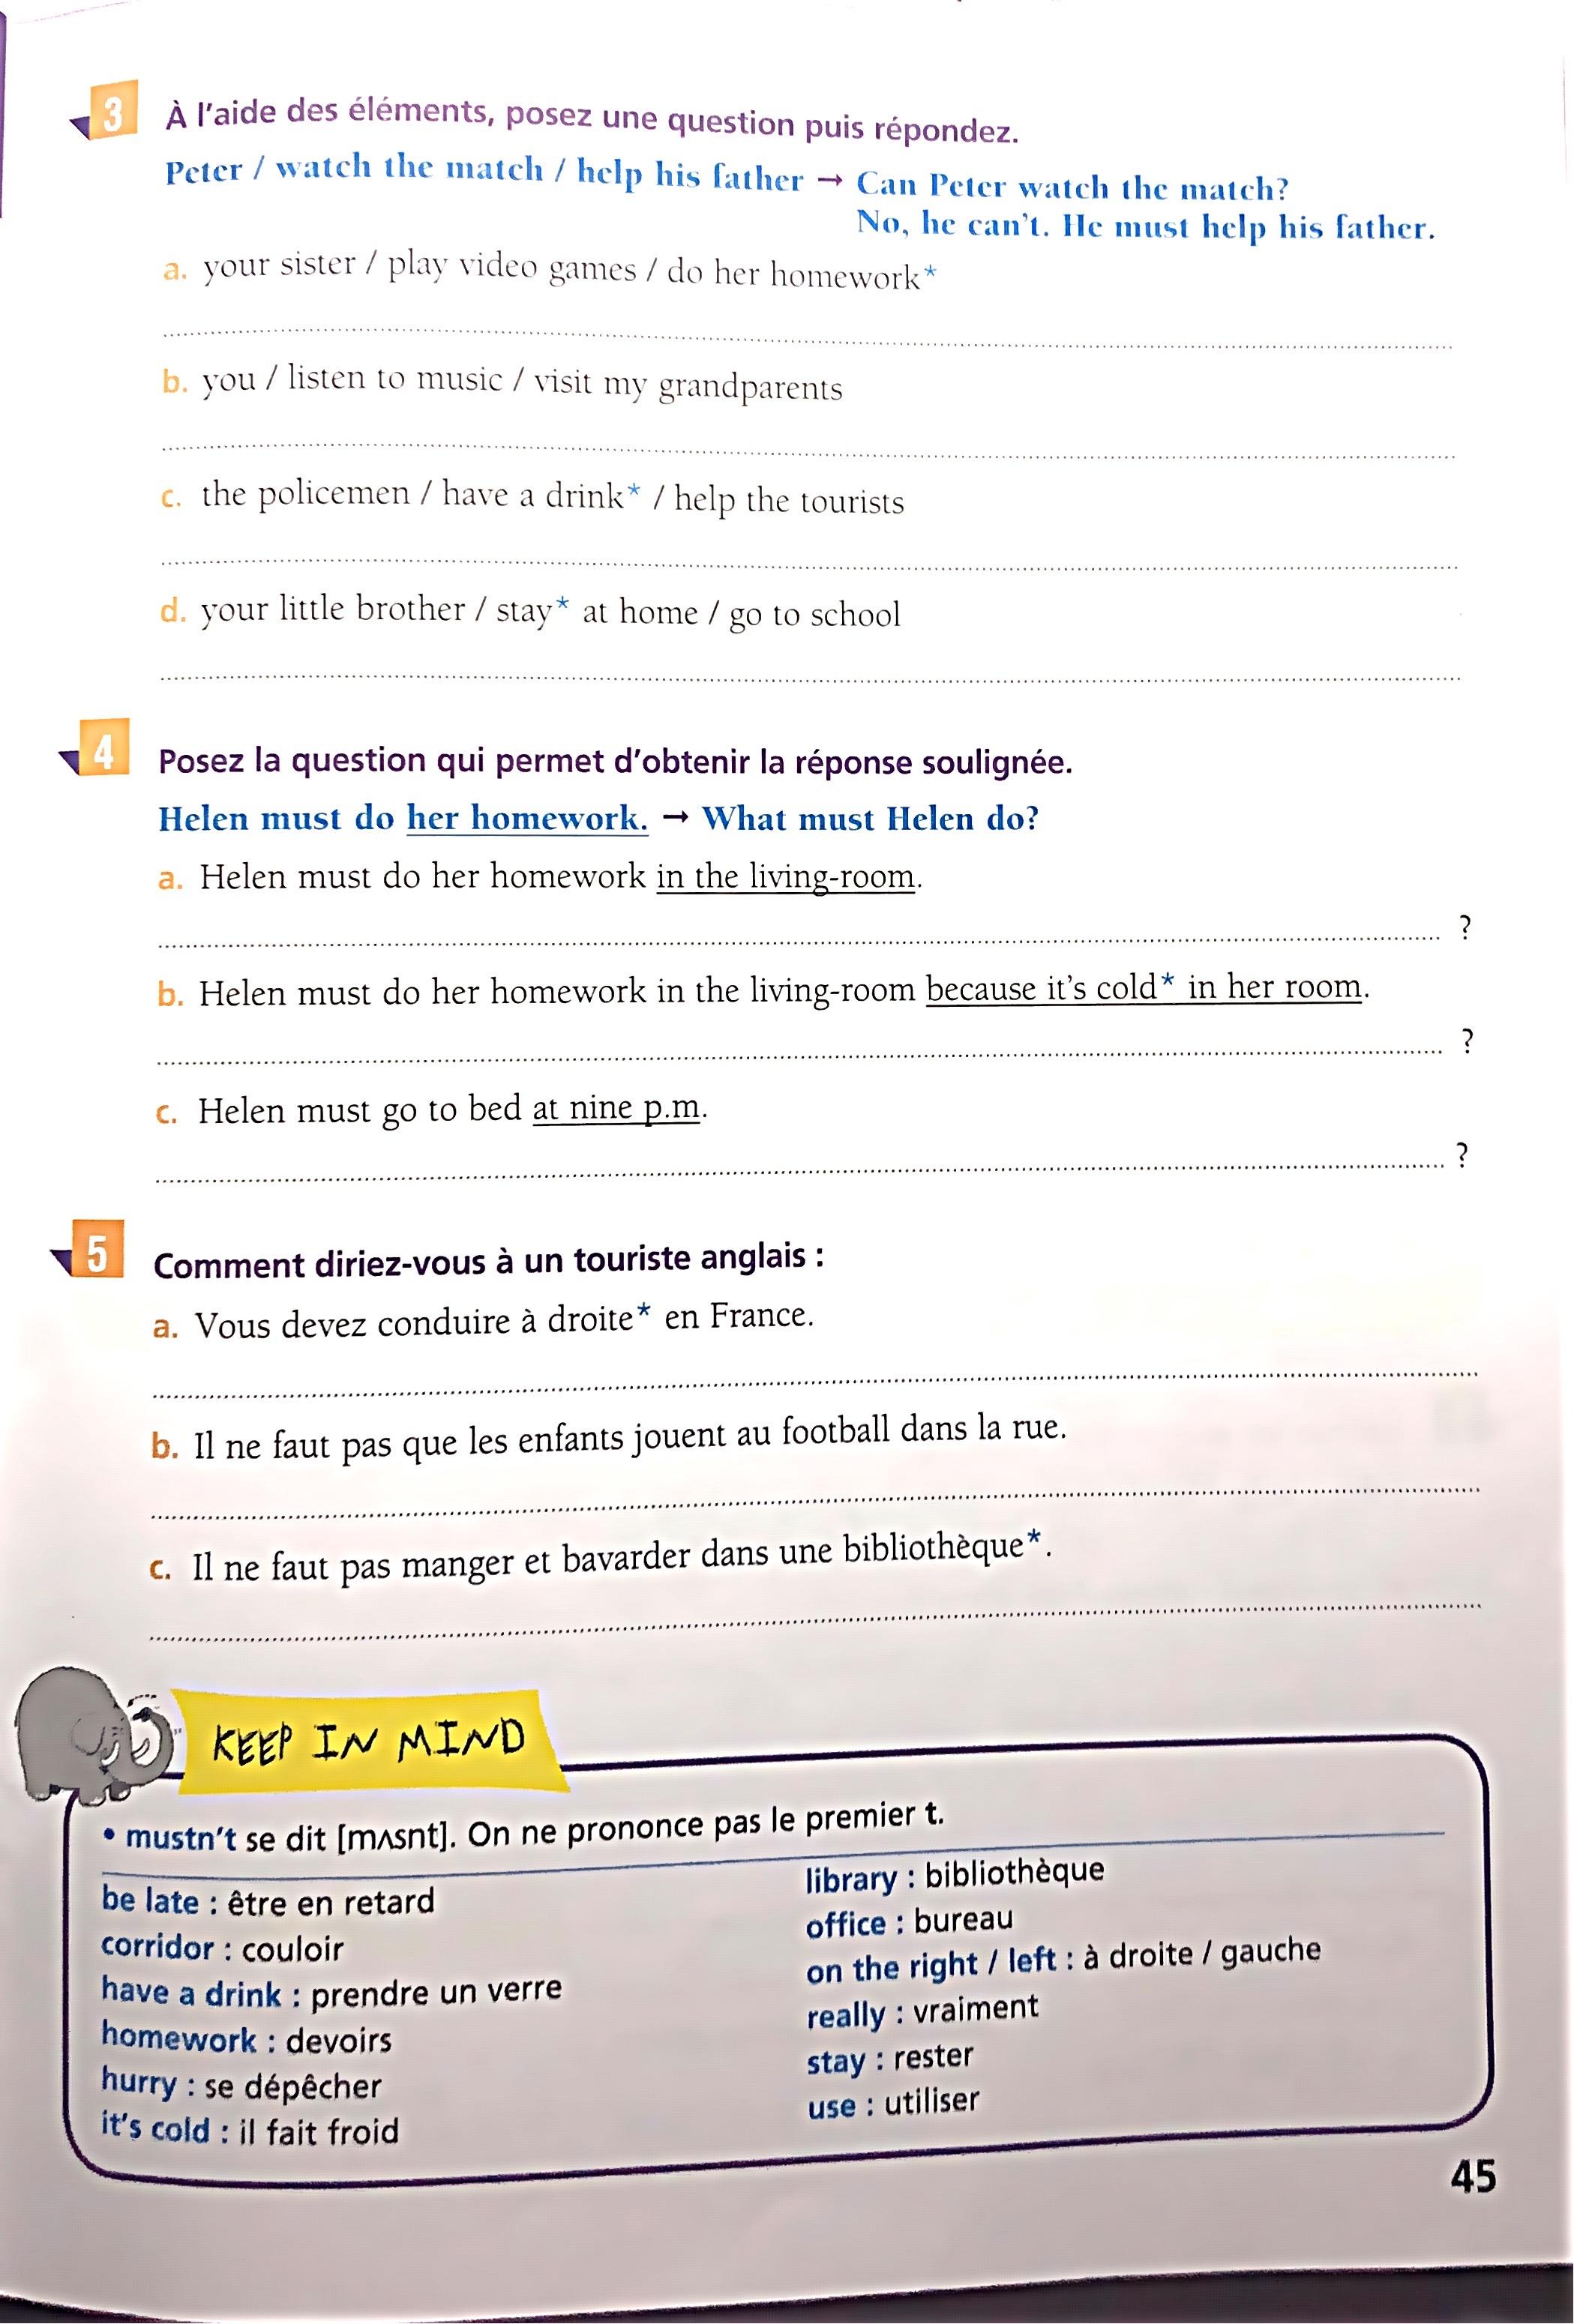 3 À l'aide des éléments, posez une question puis répondez.
Peter / watch the match / help his father → Can Peter watch the match?
No, he can't. He must help his father.
a. your sister / play video games / do her homework*
b. you / listen to music / visit my grandparents
c. the policemen / have a drink* / help the tourists
d. your little brother / stay* at home / go to school
4 Posez la question qui permet d'obtenir la réponse soulignée.
Helen must do her homework. → What must Helen do?
a. Helen must do her homework in the living-room.
?
b. Helen must do her homework in the living-room because it's cold* in her room.
?
c. Helen must go to bed at nine p.m.
?
5 Comment diriez-vous à un touriste anglais :
a. Vous devez conduire à droite* en France.
b. Il ne faut pas que les enfants jouent au football dans la rue.
c. Il ne faut pas manger et bavarder dans une bibliothèque*.
KEEP IN MIND
• mustn't se dit [mʌsnt]. On ne prononce pas le premier t.
be late : être en retard
corridor : couloir
have a drink : prendre un verre
homework : devoirs
hurry : se dépêcher
it's cold : il fait froid
library : bibliothèque
office : bureau
on the right / left : à droite / gauche
really : vraiment
stay : rester
use : utiliser
45